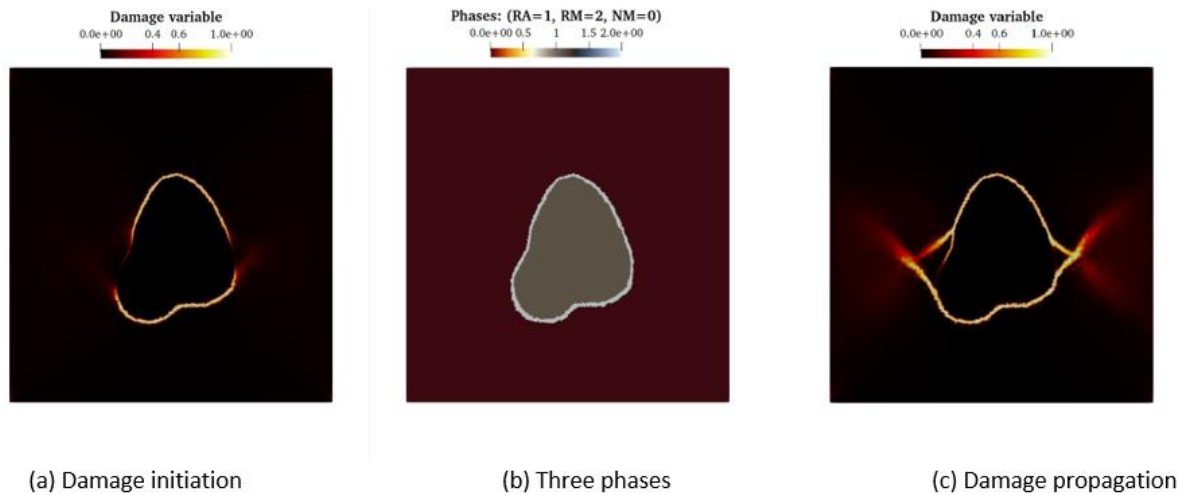 Damage variable
0.0e+00 0.4 0.6 1.0e+00
Phases: (RA=1, RM=2, NM=0)
0.0e+00 0.5 1 1.5 2.0e+00
Damage variable
0.0e+00 0.4 0.6 1.0e+00
(a) Damage initiation
(b) Three phases
(c) Damage propagation